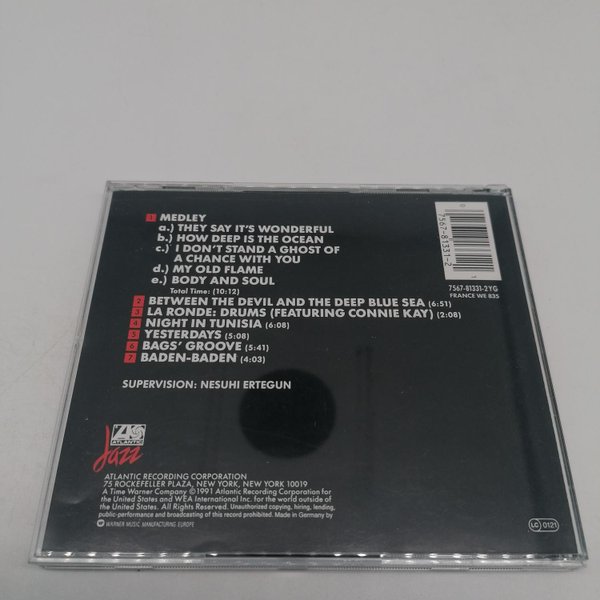 1 MEDLEY
a.) THEY SAY IT'S WONDERFUL
b.) HOW DEEP IS THE OCEAN
c.) I DON'T STAND A GHOST OF
A CHANCE WITH YOU
d.) MY OLD FLAME
e.) BODY AND SOUL
Total Time: (10:12)
2 BETWEEN THE DEVIL AND THE DEEP BLUE SEA (6:51)
3 LA RONDE: DRUMS (FEATURING CONNIE KAY) (2:08)
4 NIGHT IN TUNISIA (6:08)
5 YESTERDAYS (5:08)
6 BAGS' GROOVE (5:41)
7 BADEN-BADEN (4:03)
SUPERVISION: NESUHI ERTEGUN
0 7567-81331-2 1
7567-81331-2YG
FRANCE WE 835
ATLANTIC
Jazz
ATLANTIC RECORDING CORPORATION
75 ROCKEFELLER PLAZA, NEW YORK, NEW YORK 10019
A Time Warner Company ©1991 Atlantic Recording Corporation for
the United States and WEA International Inc. for the world outside of
the United States. All Rights Reserved. Unauthorized copying, hiring, lending,
public-performance and broadcasting of this record prohibited. Made in Germany by
WARNER MUSIC MANUFACTURING EUROPE
LC 0121